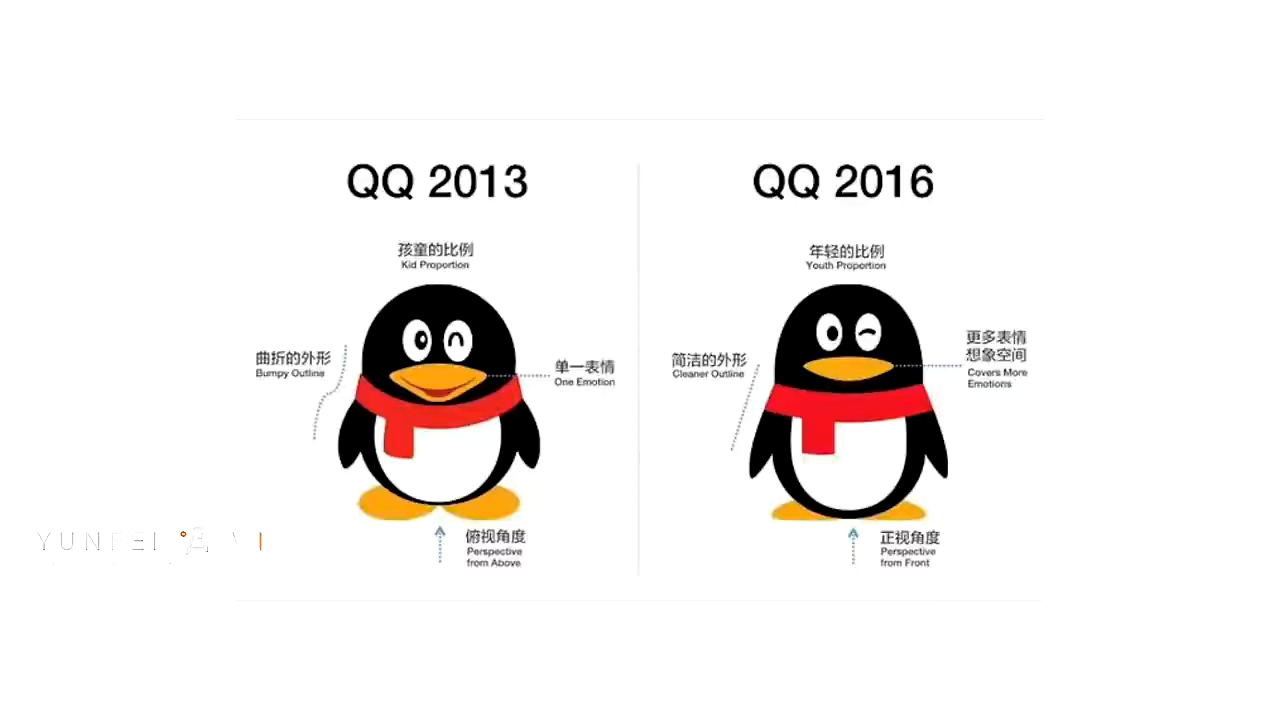 QQ 2013
孩童的比例
Kid Proportion
曲折的外形
Bumpy Outline
单一表情
One Emotion
俯视角度
Perspective
from Above
QQ 2016
年轻的比例
Youth Proportion
简洁的外形
Cleaner Outline
更多表情
想象空间
Covers More
Emotions
正视角度
Perspective
from Front